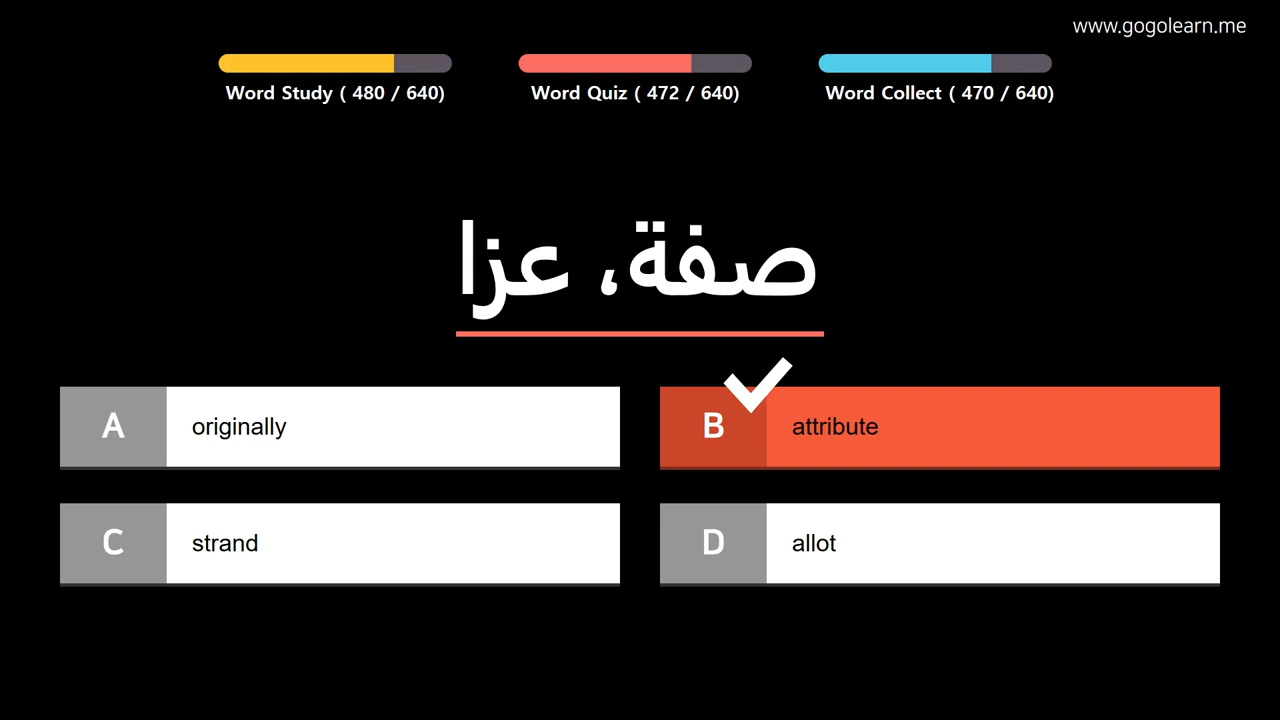 www.gogolearn.me
Word Study ( 480 / 640)
Word Quiz ( 472 / 640)
Word Collect ( 470 / 640)
صفة، عزا
A originally
B attribute
C strand
D allot